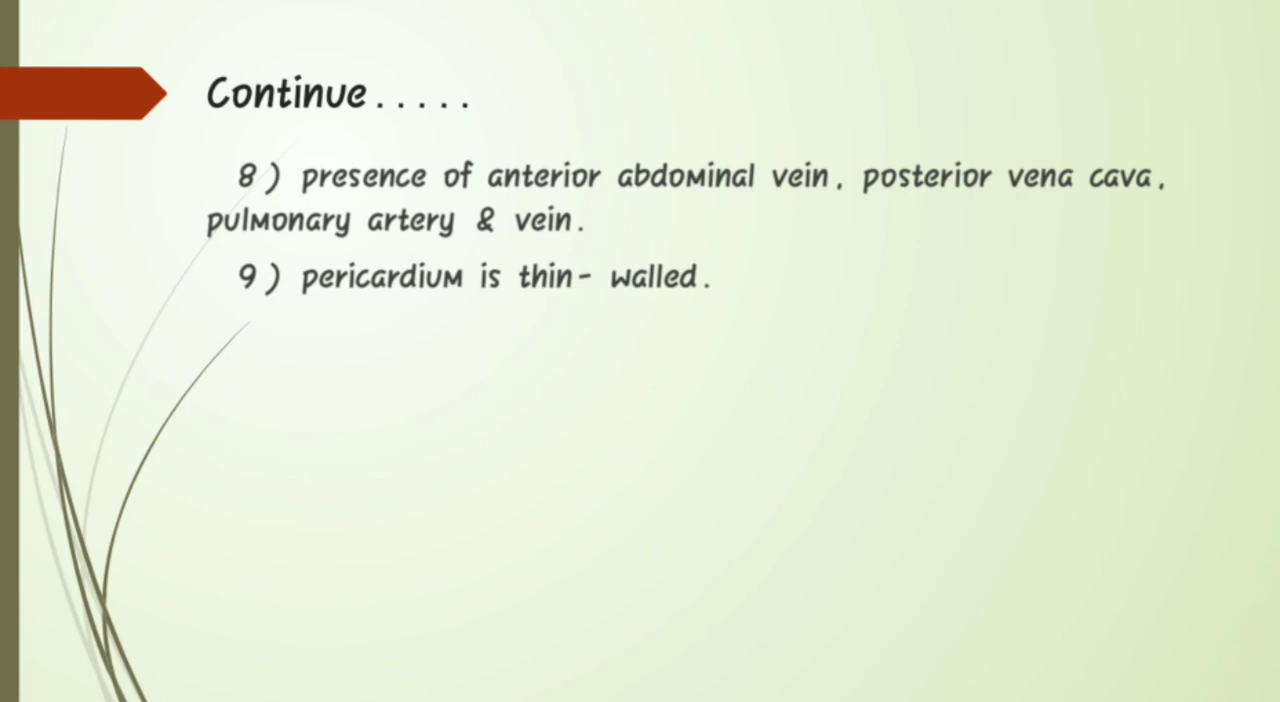 Continue.....
8) presence of anterior abdominal vein, posterior vena cava,
pulmonary artery & vein.
9) pericardium is thin- walled.